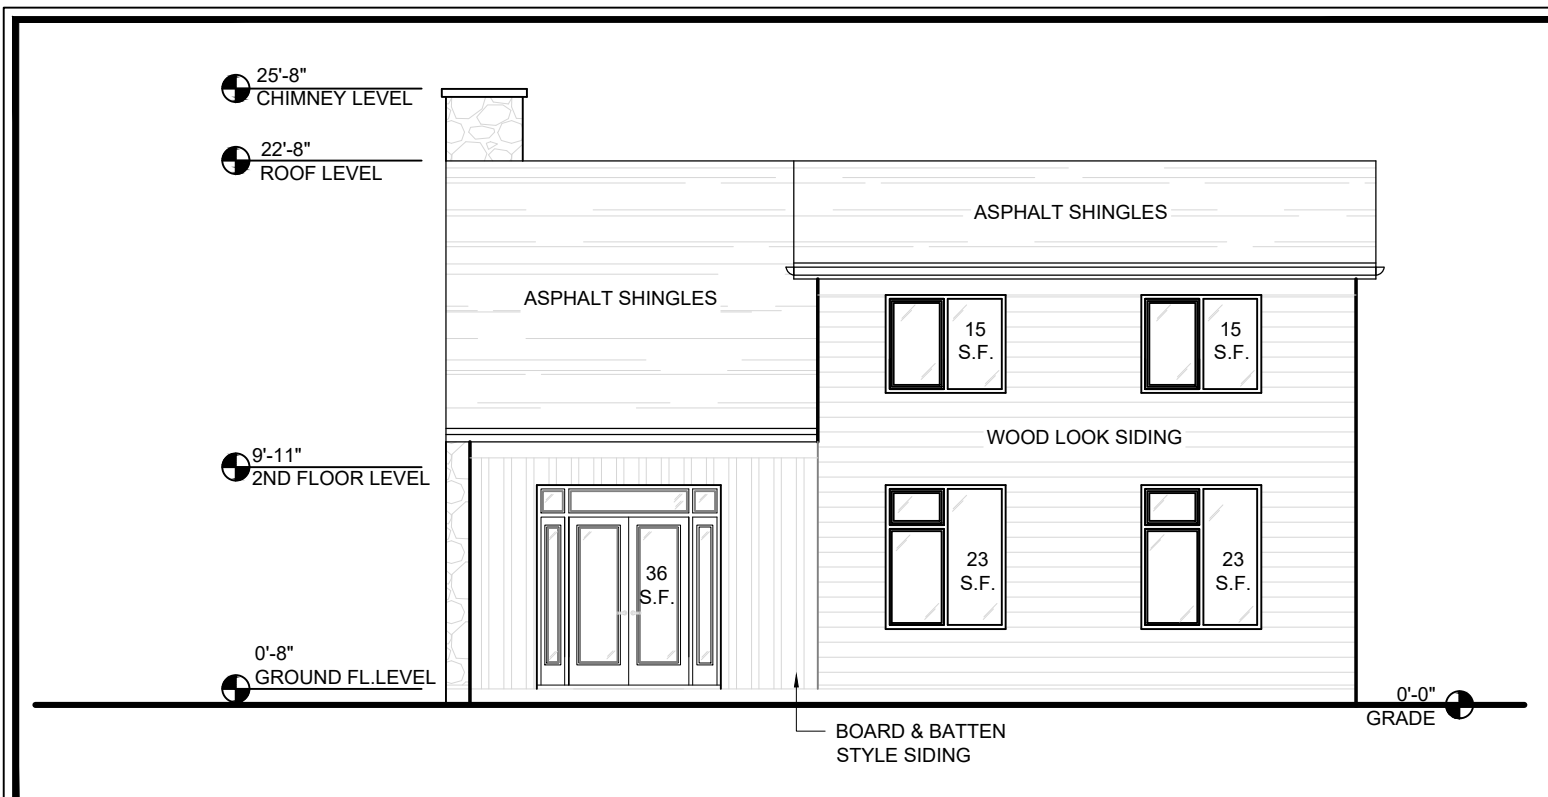 25'-8"
CHIMNEY LEVEL
22'-8"
ROOF LEVEL
ASPHALT SHINGLES
ASPHALT SHINGLES
15
S.F.
15
S.F.
WOOD LOOK SIDING
9'-11"
2ND FLOOR LEVEL
36
S.F.
23
S.F.
23
S.F.
0'-8"
GROUND FL.LEVEL
0'-0"
GRADE
BOARD & BATTEN
STYLE SIDING